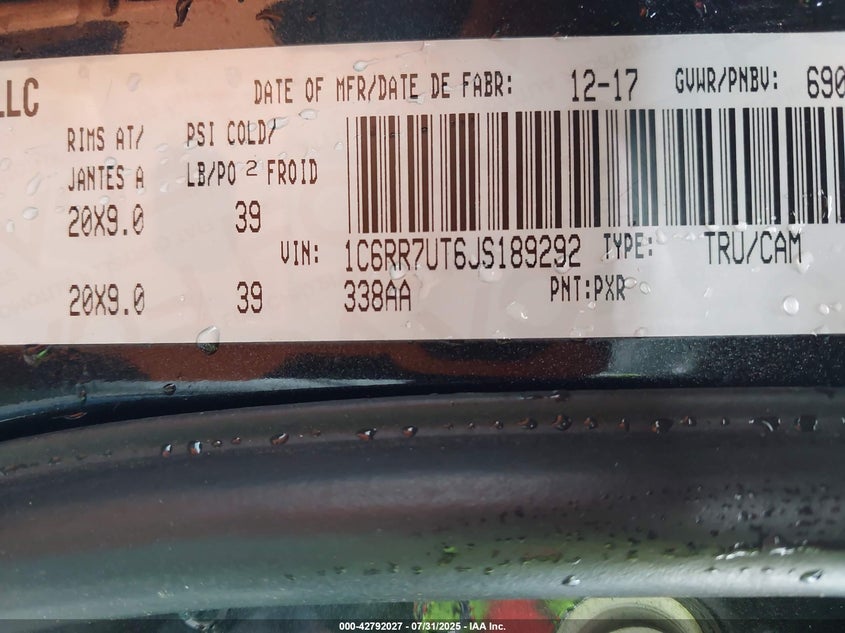 LLC DATE OF MFR/DATE DE FABR: 12-17 GVWR/PNBV: 690
RIMS AT/ PSI COLD/
JANTES A LB/PO 2 FROID
20X9.0 39
VIN: 1C6RR7UT6JS189292 TYPE: TRU/CAM
20X9.0 39 338AA PNT:PXR
000-42792027 - 07/31/2025 - IAA Inc.